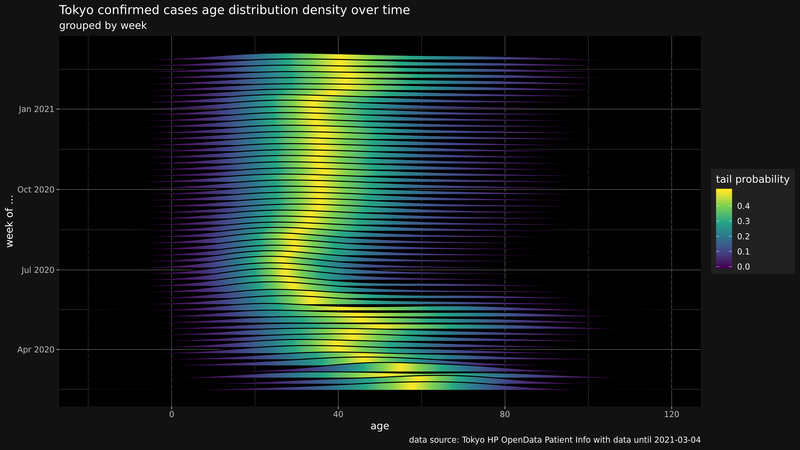 Tokyo confirmed cases age distribution density over time
grouped by week
Jan 2021
Oct 2020
Jul 2020
Apr 2020
week of ...
0 40 80 120
age
tail probability
0.4
0.3
0.2
0.1
0.0
data source: Tokyo HP OpenData Patient Info with data until 2021-03-04